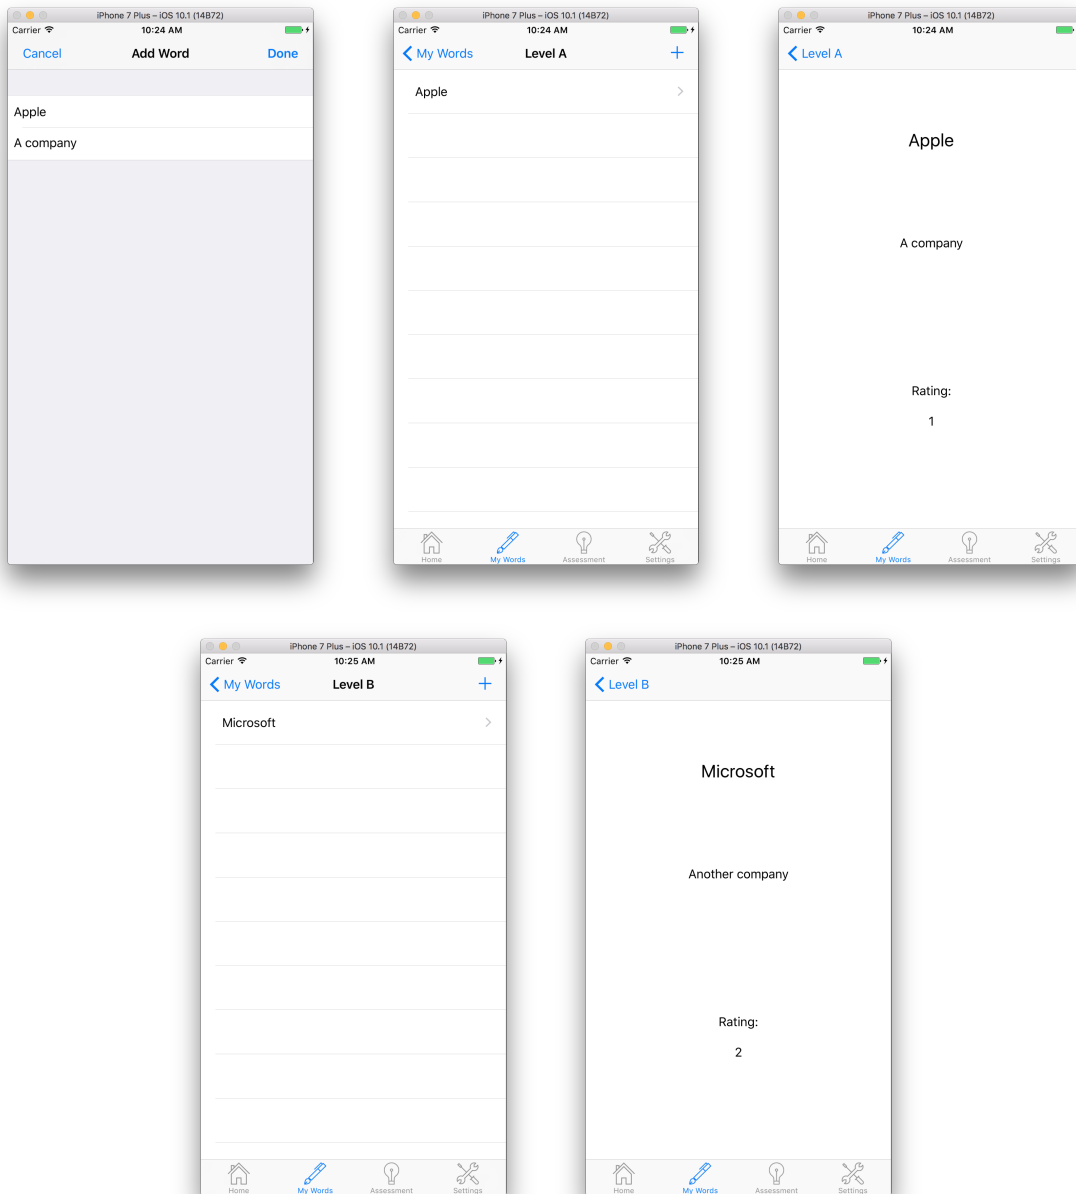 iPhone 7 Plus – iOS 10.1 (14B72)
Carrier 10:24 AM
Cancel Add Word Done
Apple
A company
iPhone 7 Plus – iOS 10.1 (14B72)
Carrier 10:24 AM
My Words Level A +
Apple
Home My Words Assessment Settings
iPhone 7 Plus – iOS 10.1 (14B72)
Carrier 10:24 AM
Level A
Apple
A company
Rating:
1
Home My Words Assessment Settings
iPhone 7 Plus – iOS 10.1 (14B72)
Carrier 10:25 AM
My Words Level B +
Microsoft
Home My Words Assessment Settings
iPhone 7 Plus – iOS 10.1 (14B72)
Carrier 10:25 AM
Level B
Microsoft
Another company
Rating:
2
Home My Words Assessment Settings